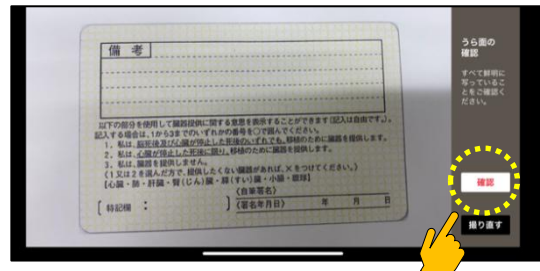 備 考
以下の部分を使用して臓器提供に関する意思を表示することができます(記入は自由です。)。
記入する場合は、1から3までのいずれかの番号を○で囲んでください。
1. 私は、脳死後及び心臓が停止した死後のいずれでも、移植のために臓器を提供します。
2. 私は、心臓が停止した死後に限り、移植のために臓器を提供します。
3. 私は、臓器を提供しません。
《1又は2を選んだ方で、提供したくない臓器があれば、×をつけてください。》
【心臓・肺・肝臓・腎(じん)臓・膵(すい)臓・小腸・眼球】
[特記欄: ]
《自筆署名》
《署名年月日》 年 月 日
うら面の
確認
すべて鮮明に
写っているこ
とをご確認く
ださい。
確認
撮り直す